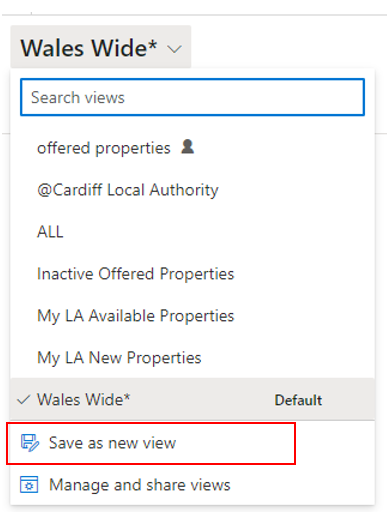 Wales Wide*
Search views
offered properties
@Cardiff Local Authority
ALL
Inactive Offered Properties
My LA Available Properties
My LA New Properties
Wales Wide* Default
Save as new view
Manage and share views